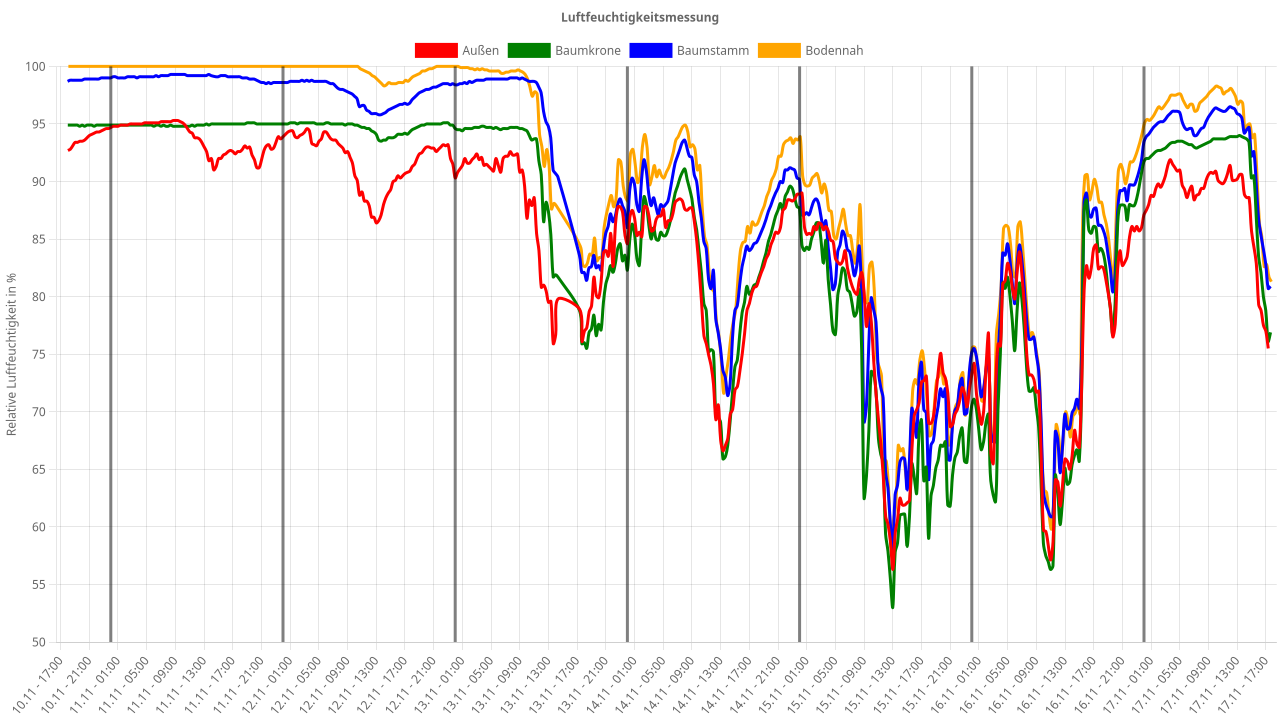 Luftfeuchtigkeitsmessung
Außen Baumkrone Baumstamm Bodennah
Relative Luftfeuchtigkeit in %
100
95
90
85
80
75
70
65
60
55
50
10.11 - 17:00
10.11 - 21:00
11.11 - 01:00
11.11 - 05:00
11.11 - 09:00
11.11 - 13:00
11.11 - 17:00
11.11 - 21:00
12.11 - 01:00
12.11 - 05:00
12.11 - 09:00
12.11 - 13:00
12.11 - 17:00
12.11 - 21:00
13.11 - 01:00
13.11 - 05:00
13.11 - 09:00
13.11 - 13:00
13.11 - 17:00
13.11 - 21:00
14.11 - 01:00
14.11 - 05:00
14.11 - 09:00
14.11 - 13:00
14.11 - 17:00
14.11 - 21:00
15.11 - 01:00
15.11 - 05:00
15.11 - 09:00
15.11 - 13:00
15.11 - 17:00
15.11 - 21:00
16.11 - 01:00
16.11 - 05:00
16.11 - 09:00
16.11 - 13:00
16.11 - 17:00
16.11 - 21:00
17.11 - 01:00
17.11 - 05:00
17.11 - 09:00
17.11 - 13:00
17.11 - 17:00